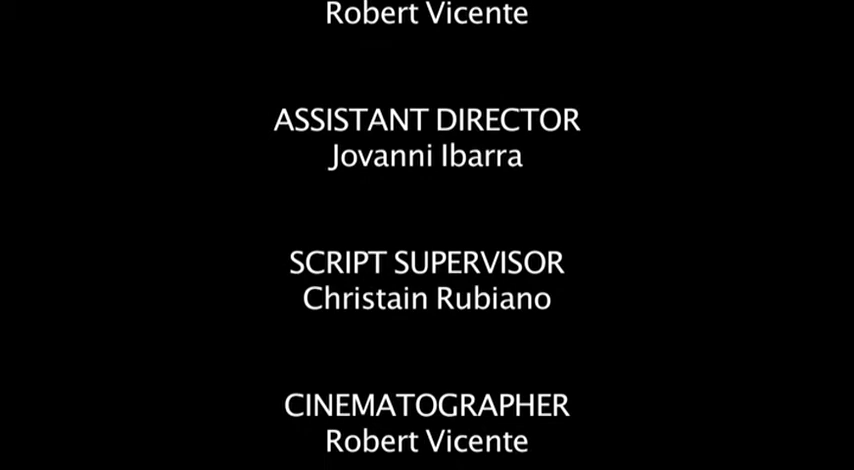 Robert Vicente
ASSISTANT DIRECTOR
Jovanni Ibarra
SCRIPT SUPERVISOR
Christain Rubiano
CINEMATOGRAPHER
Robert Vicente